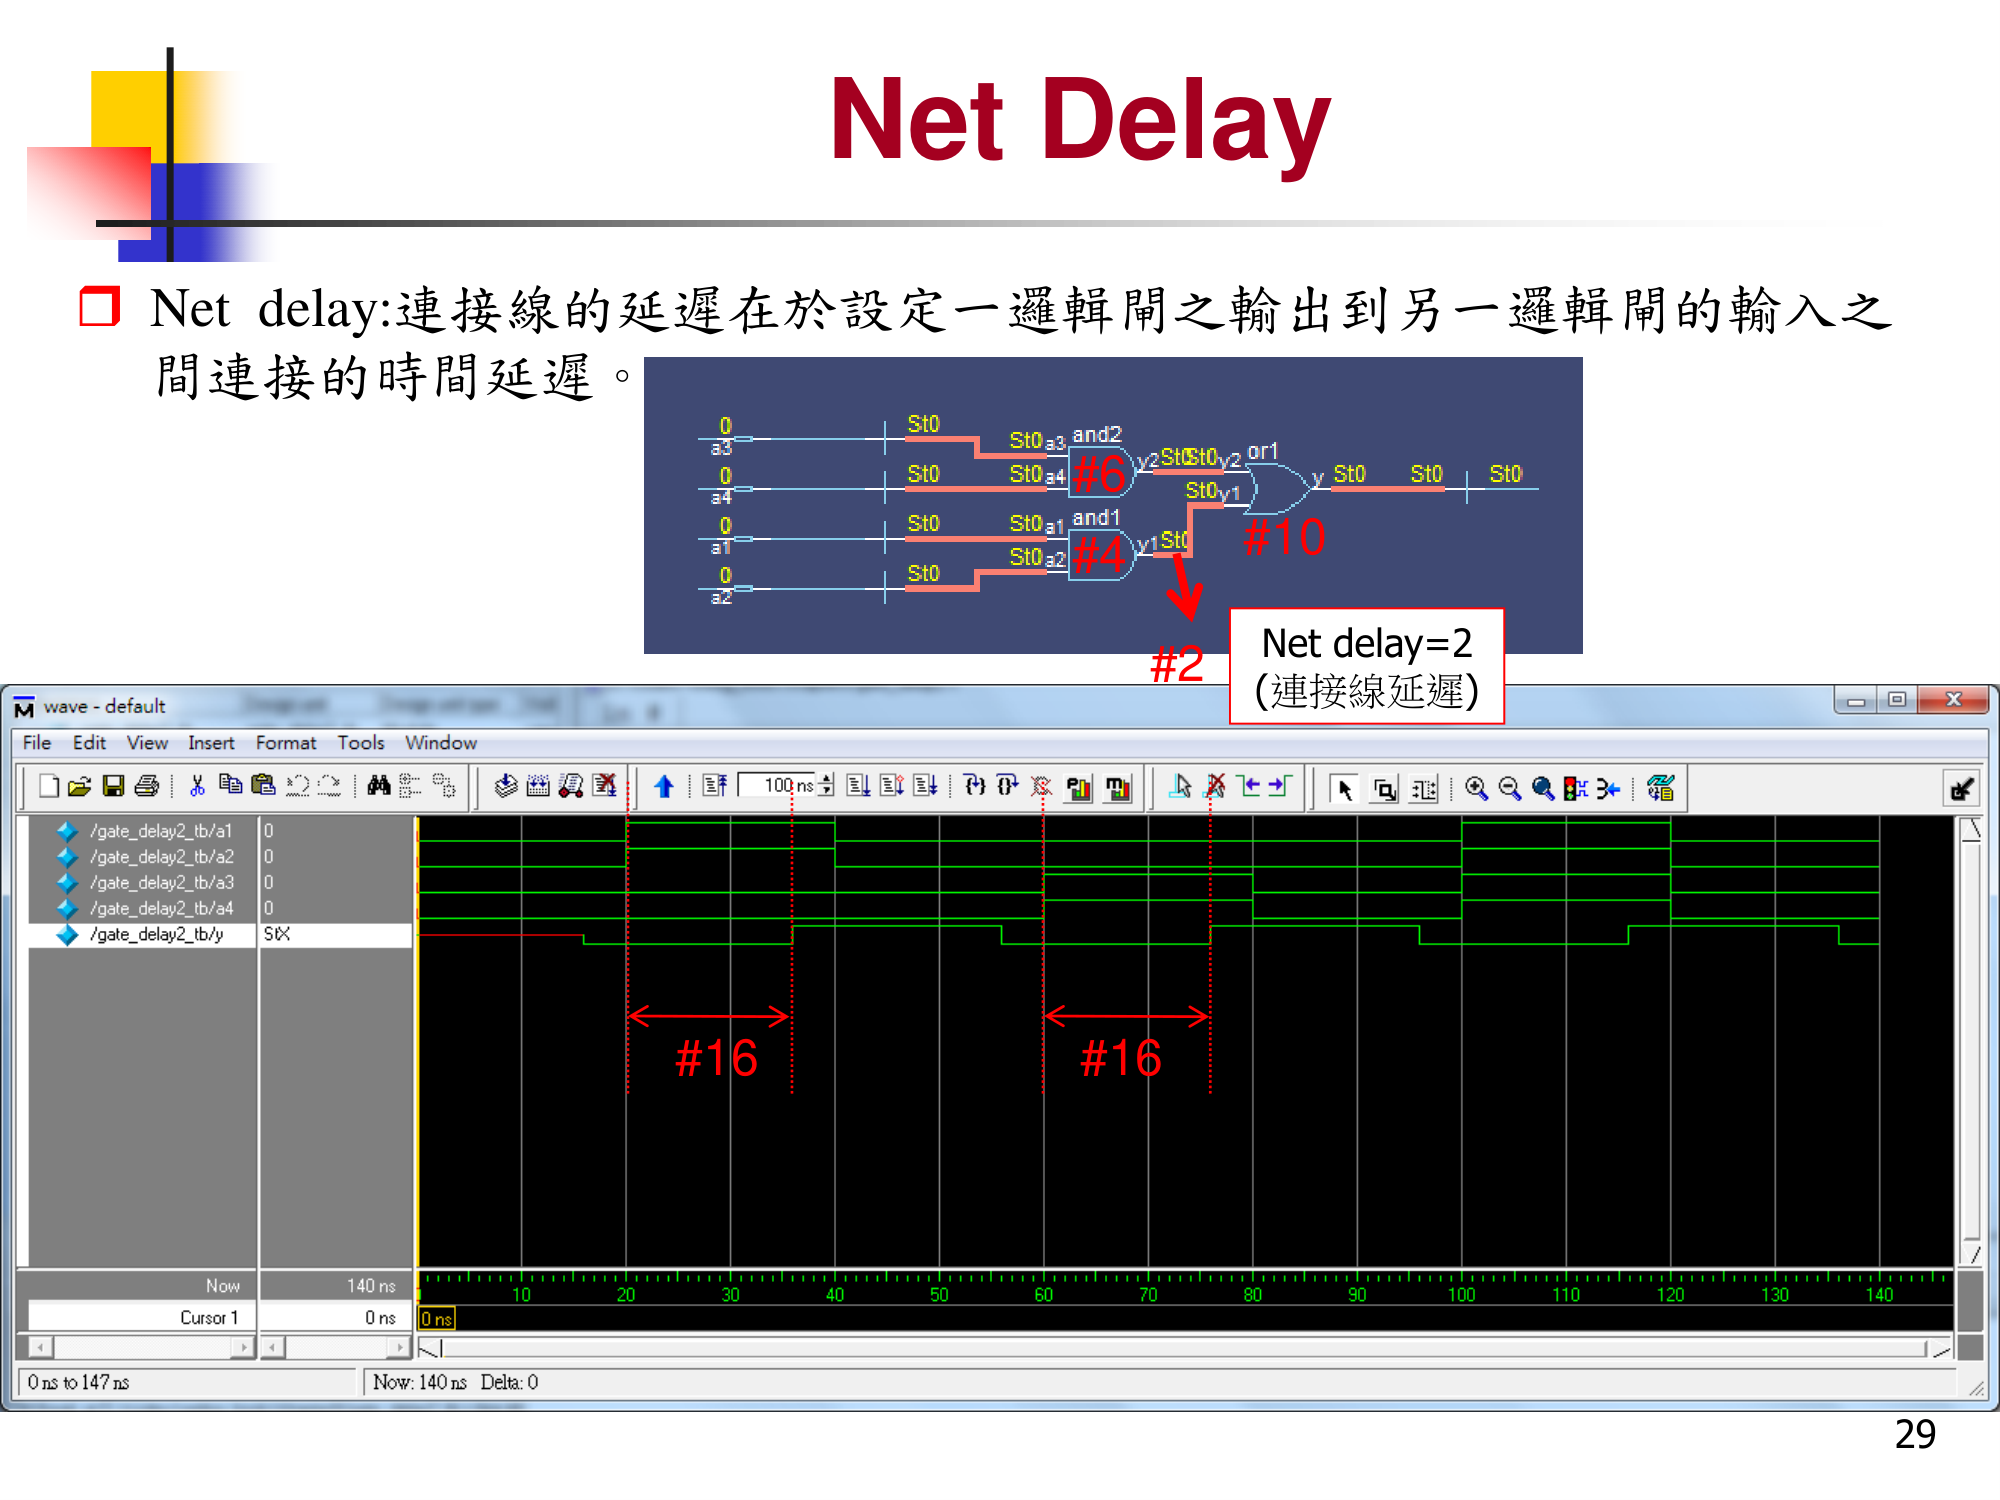 Net Delay
Net delay:連接線的延遲在於設定一邏輯閘之輸出到另一邏輯閘的輸入之
間連接的時間延遲。
0 a3 St0 St0 a3 and2 #6 y2 St0 St0 y2 or1 y St0 St0 St0
0 a4 St0 St0 a4 St0 y1 #10
0 a1 St0 St0 a1 and1 #4 y1 St0
0 a2 St0 St0 a2
#2
Net delay=2
(連接線延遲)
wave - default
File Edit View Insert Format Tools Window
100 ns
/gate_delay2_tb/a1 0
/gate_delay2_tb/a2 0
/gate_delay2_tb/a3 0
/gate_delay2_tb/a4 0
/gate_delay2_tb/y StX
#16 #16
Now 140 ns
10 20 30 40 50 60 70 80 90 100 110 120 130 140
Cursor 1 0 ns 0 ns
0 ns to 147 ns Now: 140 ns Delta: 0
29